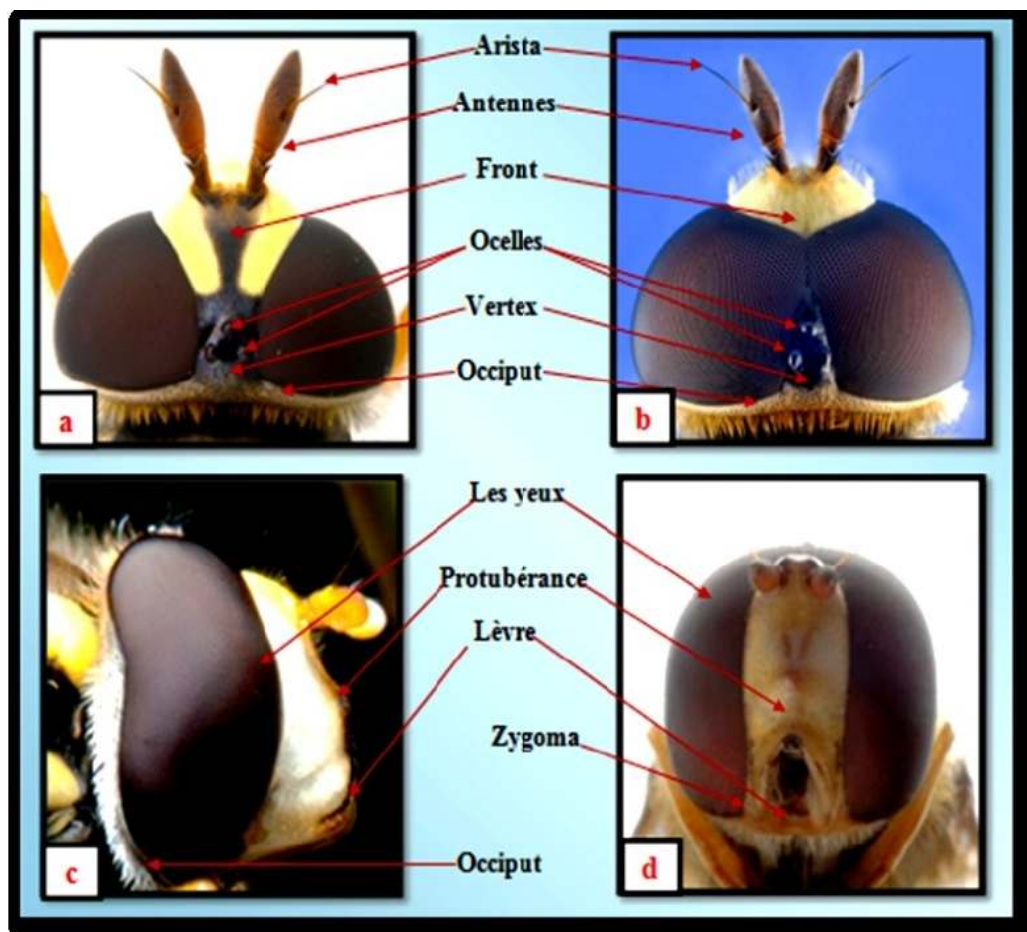 Arista
Antennes
Front
Ocelles
Vertex
Occiput
a
b
Les yeux
Protubérance
Lèvre
Zygoma
Occiput
c
d